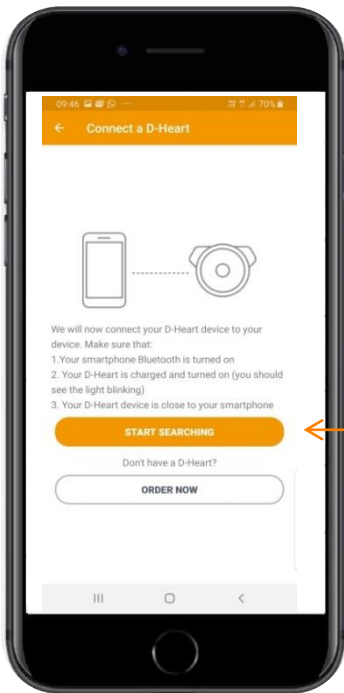 09:46 70%
Connect a D-Heart
We will now connect your D-Heart device to your
device. Make sure that:
1.Your smartphone Bluetooth is turned on
2. Your D-Heart is charged and turned on (you should
see the light blinking)
3. Your D-Heart device is close to your smartphone
START SEARCHING
Don't have a D-Heart?
ORDER NOW